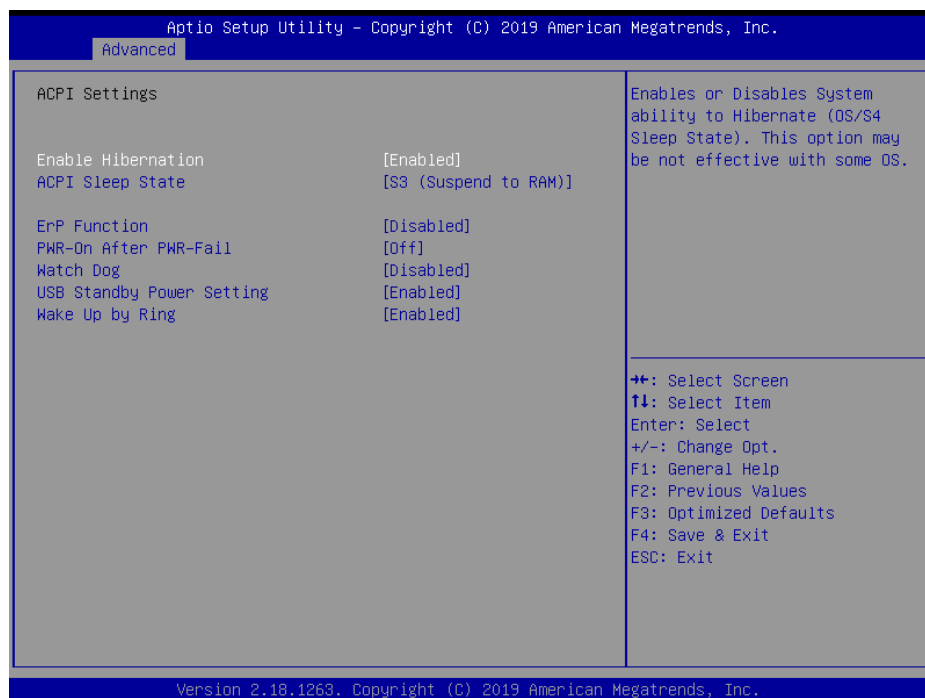 Aptio Setup Utility – Copyright (C) 2019 American Megatrends, Inc.
Advanced
ACPI Settings
Enable Hibernation [Enabled]
ACPI Sleep State [S3 (Suspend to RAM)]
ErP Function [Disabled]
PWR-On After PWR-Fail [Off]
Watch Dog [Disabled]
USB Standby Power Setting [Enabled]
Wake Up by Ring [Enabled]
Enables or Disables System
ability to Hibernate (OS/S4
Sleep State). This option may
be not effective with some OS.
→←: Select Screen
↑↓: Select Item
Enter: Select
+/-: Change Opt.
F1: General Help
F2: Previous Values
F3: Optimized Defaults
F4: Save & Exit
ESC: Exit
Version 2.18.1263. Copyright (C) 2019 American Megatrends, Inc.